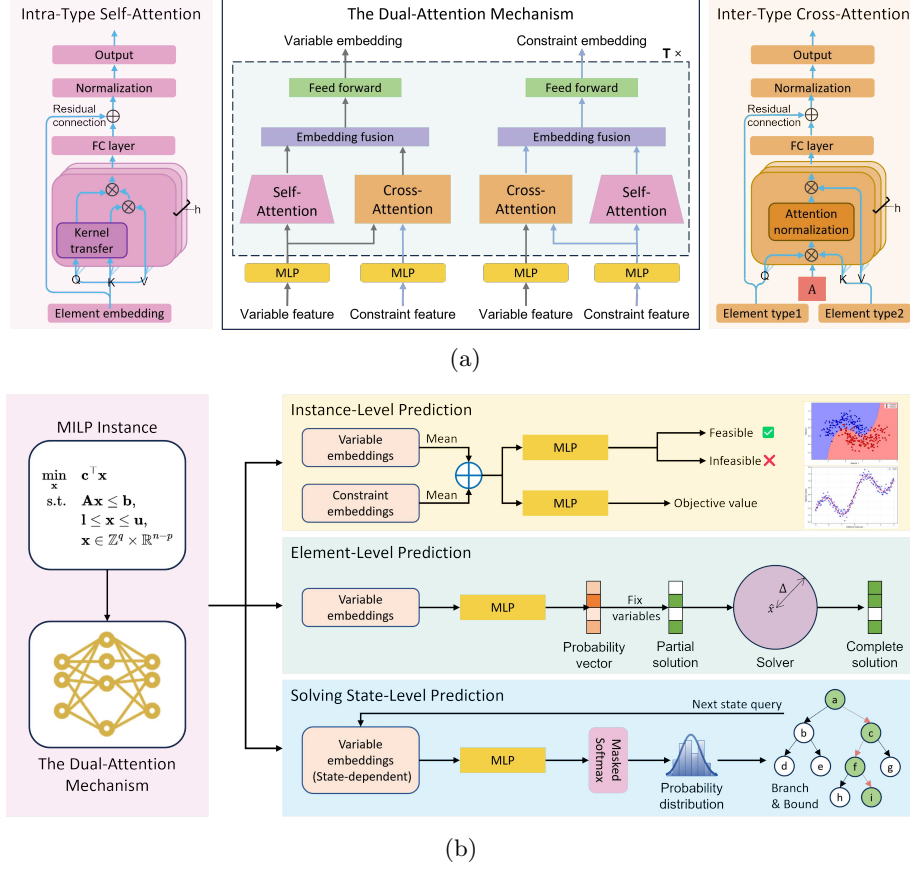 Intra-Type Self-Attention
Output
Normalization
Residual
connection
FC layer
h
Kernel
transfer
Q
K
V
Element embedding
The Dual-Attention Mechanism
Variable embedding
Constraint embedding
T ×
Feed forward
Feed forward
Embedding fusion
Embedding fusion
Self-
Attention
Cross-
Attention
Cross-
Attention
Self-
Attention
MLP
MLP
MLP
MLP
Variable feature
Constraint feature
Variable feature
Constraint feature
Inter-Type Cross-Attention
Output
Normalization
Residual
connection
FC layer
h
Attention
normalization
Q
K
V
A
Element type1
Element type2
(a)
MILP Instance
min c⊤x
x
s.t. Ax ≤ b,
l ≤ x ≤ u,
x ∈ ℤ^q × ℝ^{n−p}
The Dual-Attention
Mechanism
Instance-Level Prediction
Variable
embeddings
Mean
Constraint
embeddings
Mean
MLP
Feasible
Infeasible
MLP
Objective value
Element-Level Prediction
Variable
embeddings
MLP
Probability
vector
Fix
variables
Partial
solution
Δ
x̂
Solver
Complete
solution
Solving State-Level Prediction
Next state query
Variable
embeddings
(State-dependent)
MLP
Masked
Softmax
Probability
distribution
Branch
& Bound
a
b
c
d
e
f
g
h
i
(b)